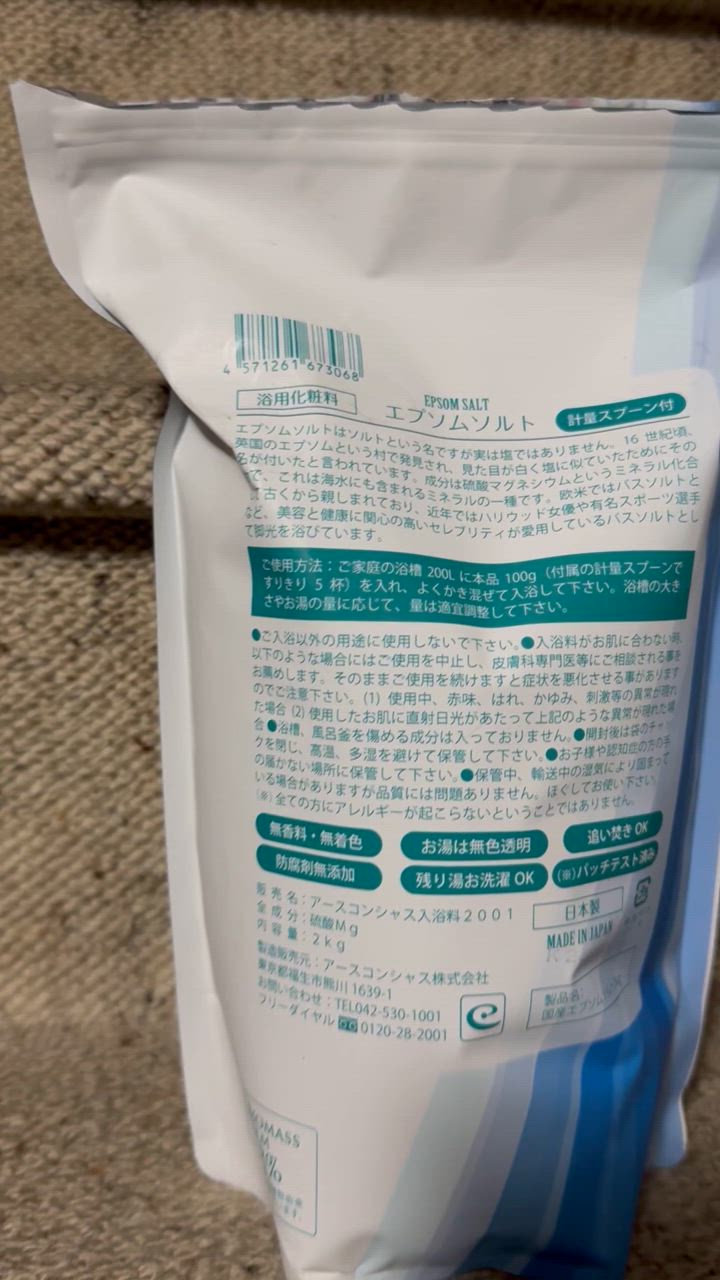 4 571261 673068
浴用化粧料
EPSOM SALT
エプソムソルト
計量スプーン付
エプソムソルトはソルトという名ですが実は塩ではありません。16 世紀頃、
英国のエプソムという村で発見され、見た目が白く塩に似ていたためにその
名が付いたと言われています。成分は硫酸マグネシウムというミネラル化合
で、これは海水にも含まれるミネラルの一種です。欧米ではバスソルトと
古くから親しまれており、近年ではハリウッド女優や有名スポーツ選手
など、美容と健康に関心の高いセレブリティが愛用しているバスソルトとし
て脚光を浴びています。
ご使用方法：ご家庭の浴槽 200L に本品 100g（付属の計量スプーンで
すりきり 5 杯）を入れ、よくかき混ぜて入浴して下さい。浴槽の大き
さやお湯の量に応じて、量は適宜調整して下さい。
●ご入浴以外の用途に使用しないで下さい。●入浴料がお肌に合わない時、
以下のような場合にはご使用を中止し、皮膚科専門医等にご相談される事を
お薦めします。そのままご使用を続けますと症状を悪化させる事があります
のでご注意下さい。(1) 使用中、赤味、はれ、かゆみ、刺激等の異常が現れ
た場合 (2) 使用したお肌に直射日光があたって上記のような異常が現れた場
合●浴槽、風呂釜を傷める成分は入っておりません。●開封後は袋のチャッ
クを閉じ、高温、多湿を避けて保管して下さい。●お子様や認知症の方の手
の届かない場所に保管して下さい。●保管中、輸送中の湿気により固まって
いる場合がありますが品質には問題ありません。ほぐしてお使い下さい。
(※) 全ての方にアレルギーが起こらないということではありません。
無香料・無着色
お湯は無色透明
追い焚き OK
防腐剤無添加
残り湯お洗濯 OK
(※)パッチテスト済み
販 売 名：アースコンシャス入浴料２００１
全 成 分：硫酸Ｍｇ
内 容 量：２ｋｇ
日本製
MADE IN JAPAN
製造販売元：アースコンシャス株式会社
東京都福生市熊川 1639-1
お問い合わせ：TEL042-530-1001
フリーダイヤル 0120-28-2001
製品名：
国産エプソム
OMASS
%